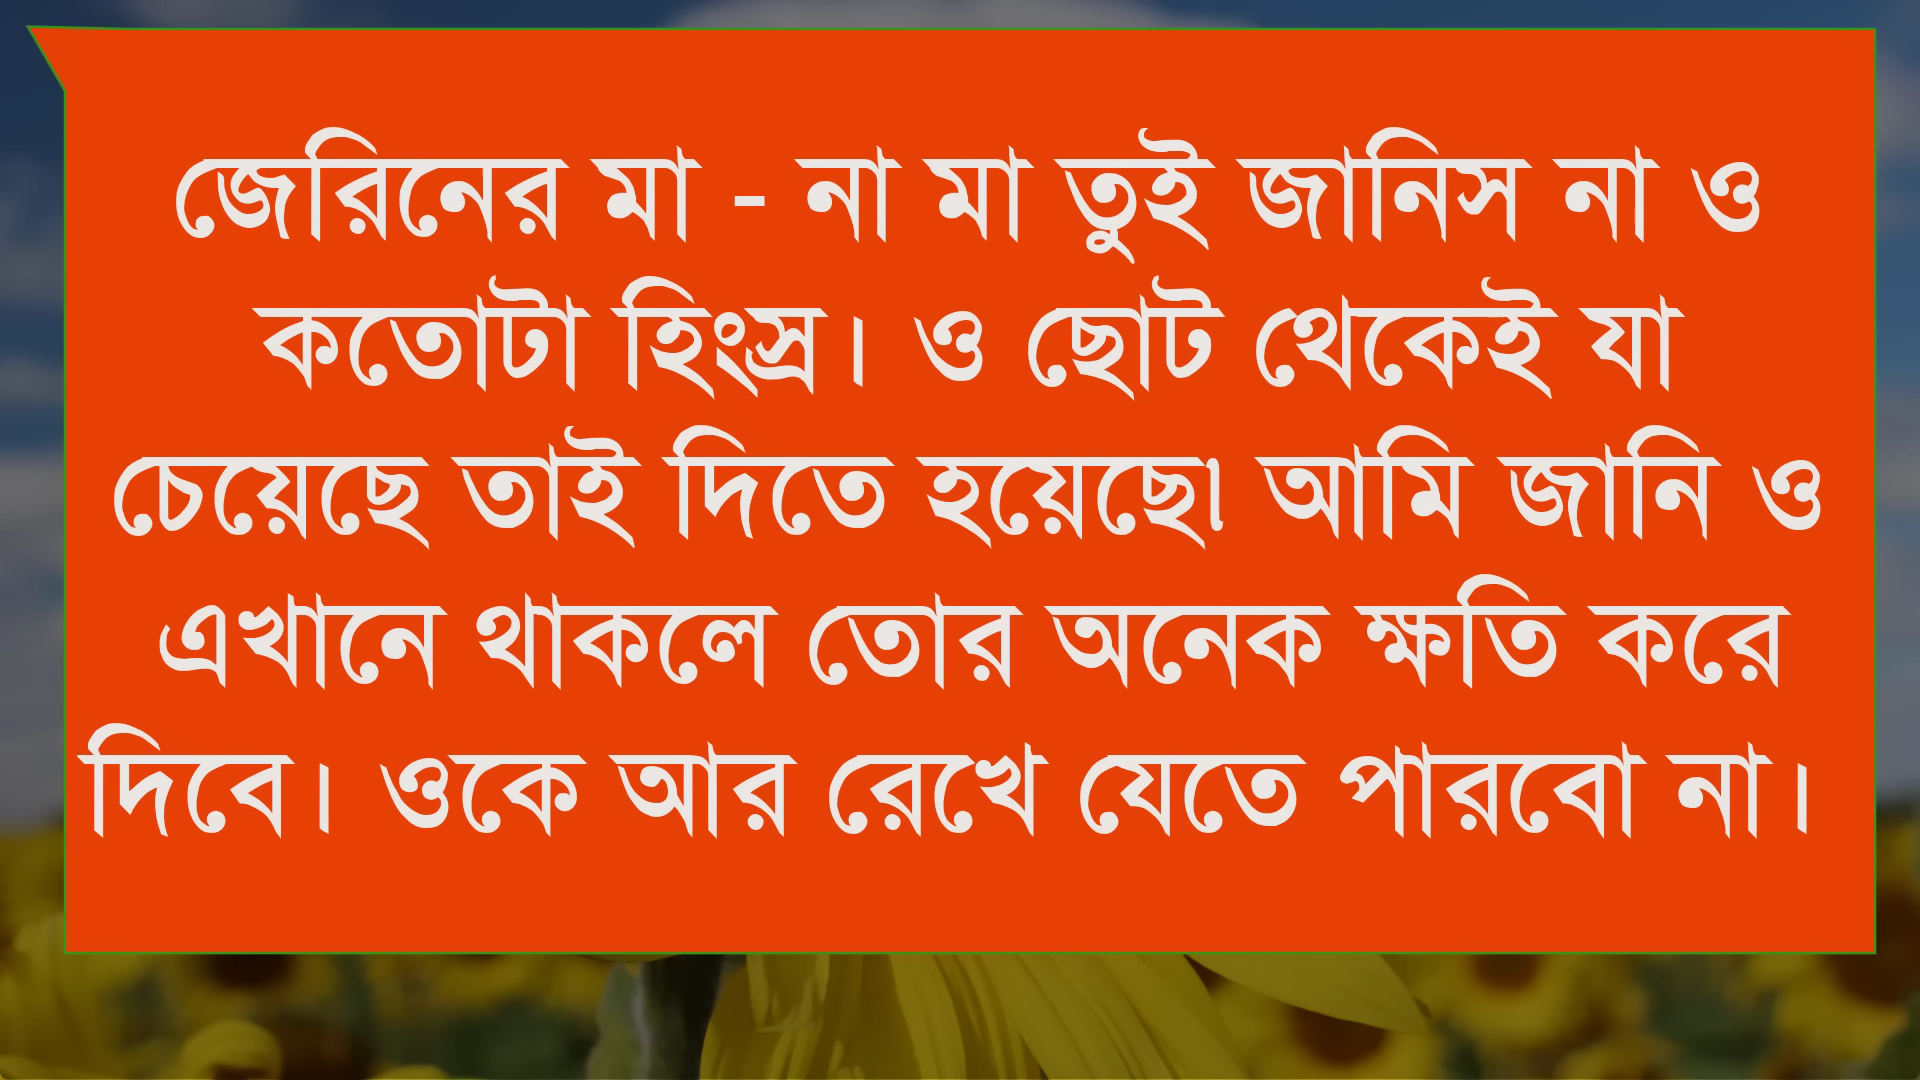 জেরিনের মা - না মা তুই জানিস না ও
কতোটা হিংস্র। ও ছোট থেকেই যা
চেয়েছে তাই দিতে হয়েছে৷ আমি জানি ও
এখানে থাকলে তোর অনেক ক্ষতি করে
দিবে। ওকে আর রেখে যেতে পারবো না।